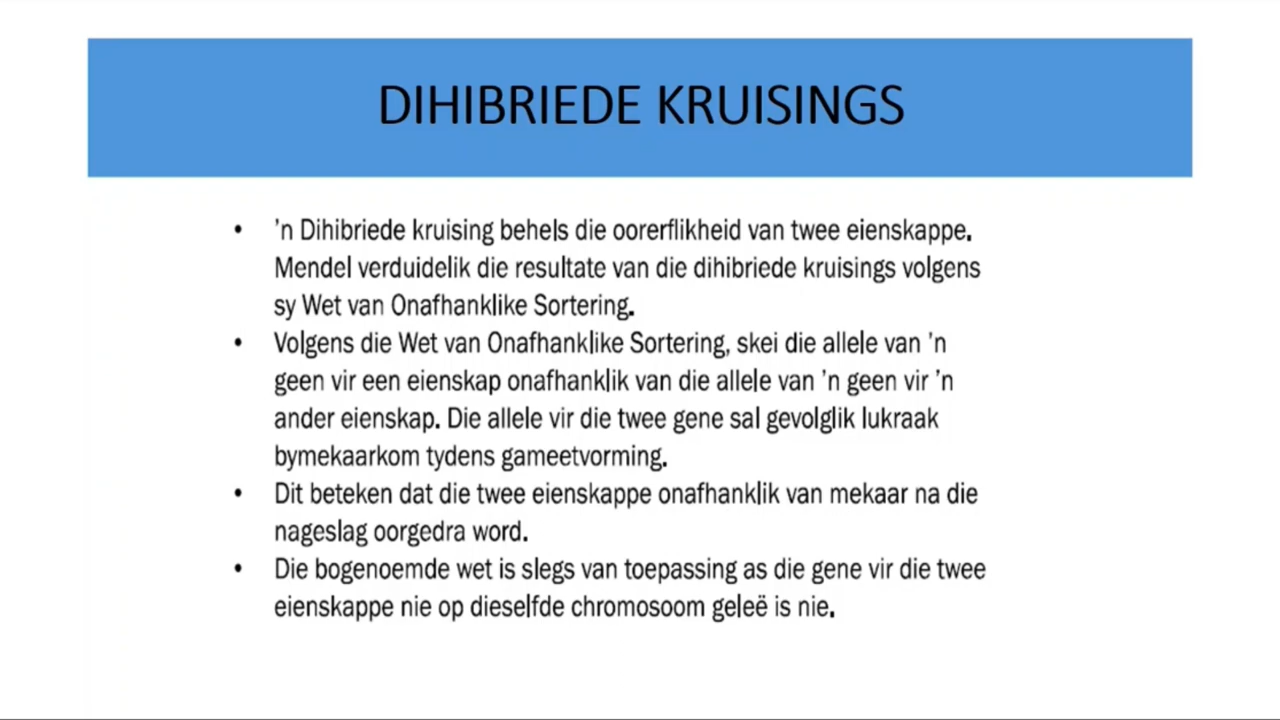 DIHIBRIEDE KRUISINGS
• ’n Dihibriede kruising behels die oorerflikheid van twee eienskappe.
Mendel verduidelik die resultate van die dihibriede kruisings volgens
sy Wet van Onafhanklike Sortering.
• Volgens die Wet van Onafhanklike Sortering, skei die allele van ’n
geen vir een eienskap onafhanklik van die allele van ’n geen vir ’n
ander eienskap. Die allele vir die twee gene sal gevolglik lukraak
bymekaarkom tydens gameetvorming.
• Dit beteken dat die twee eienskappe onafhanklik van mekaar na die
nageslag oorgedra word.
• Die bogenoemde wet is slegs van toepassing as die gene vir die twee
eienskappe nie op dieselfde chromosoom geleë is nie.